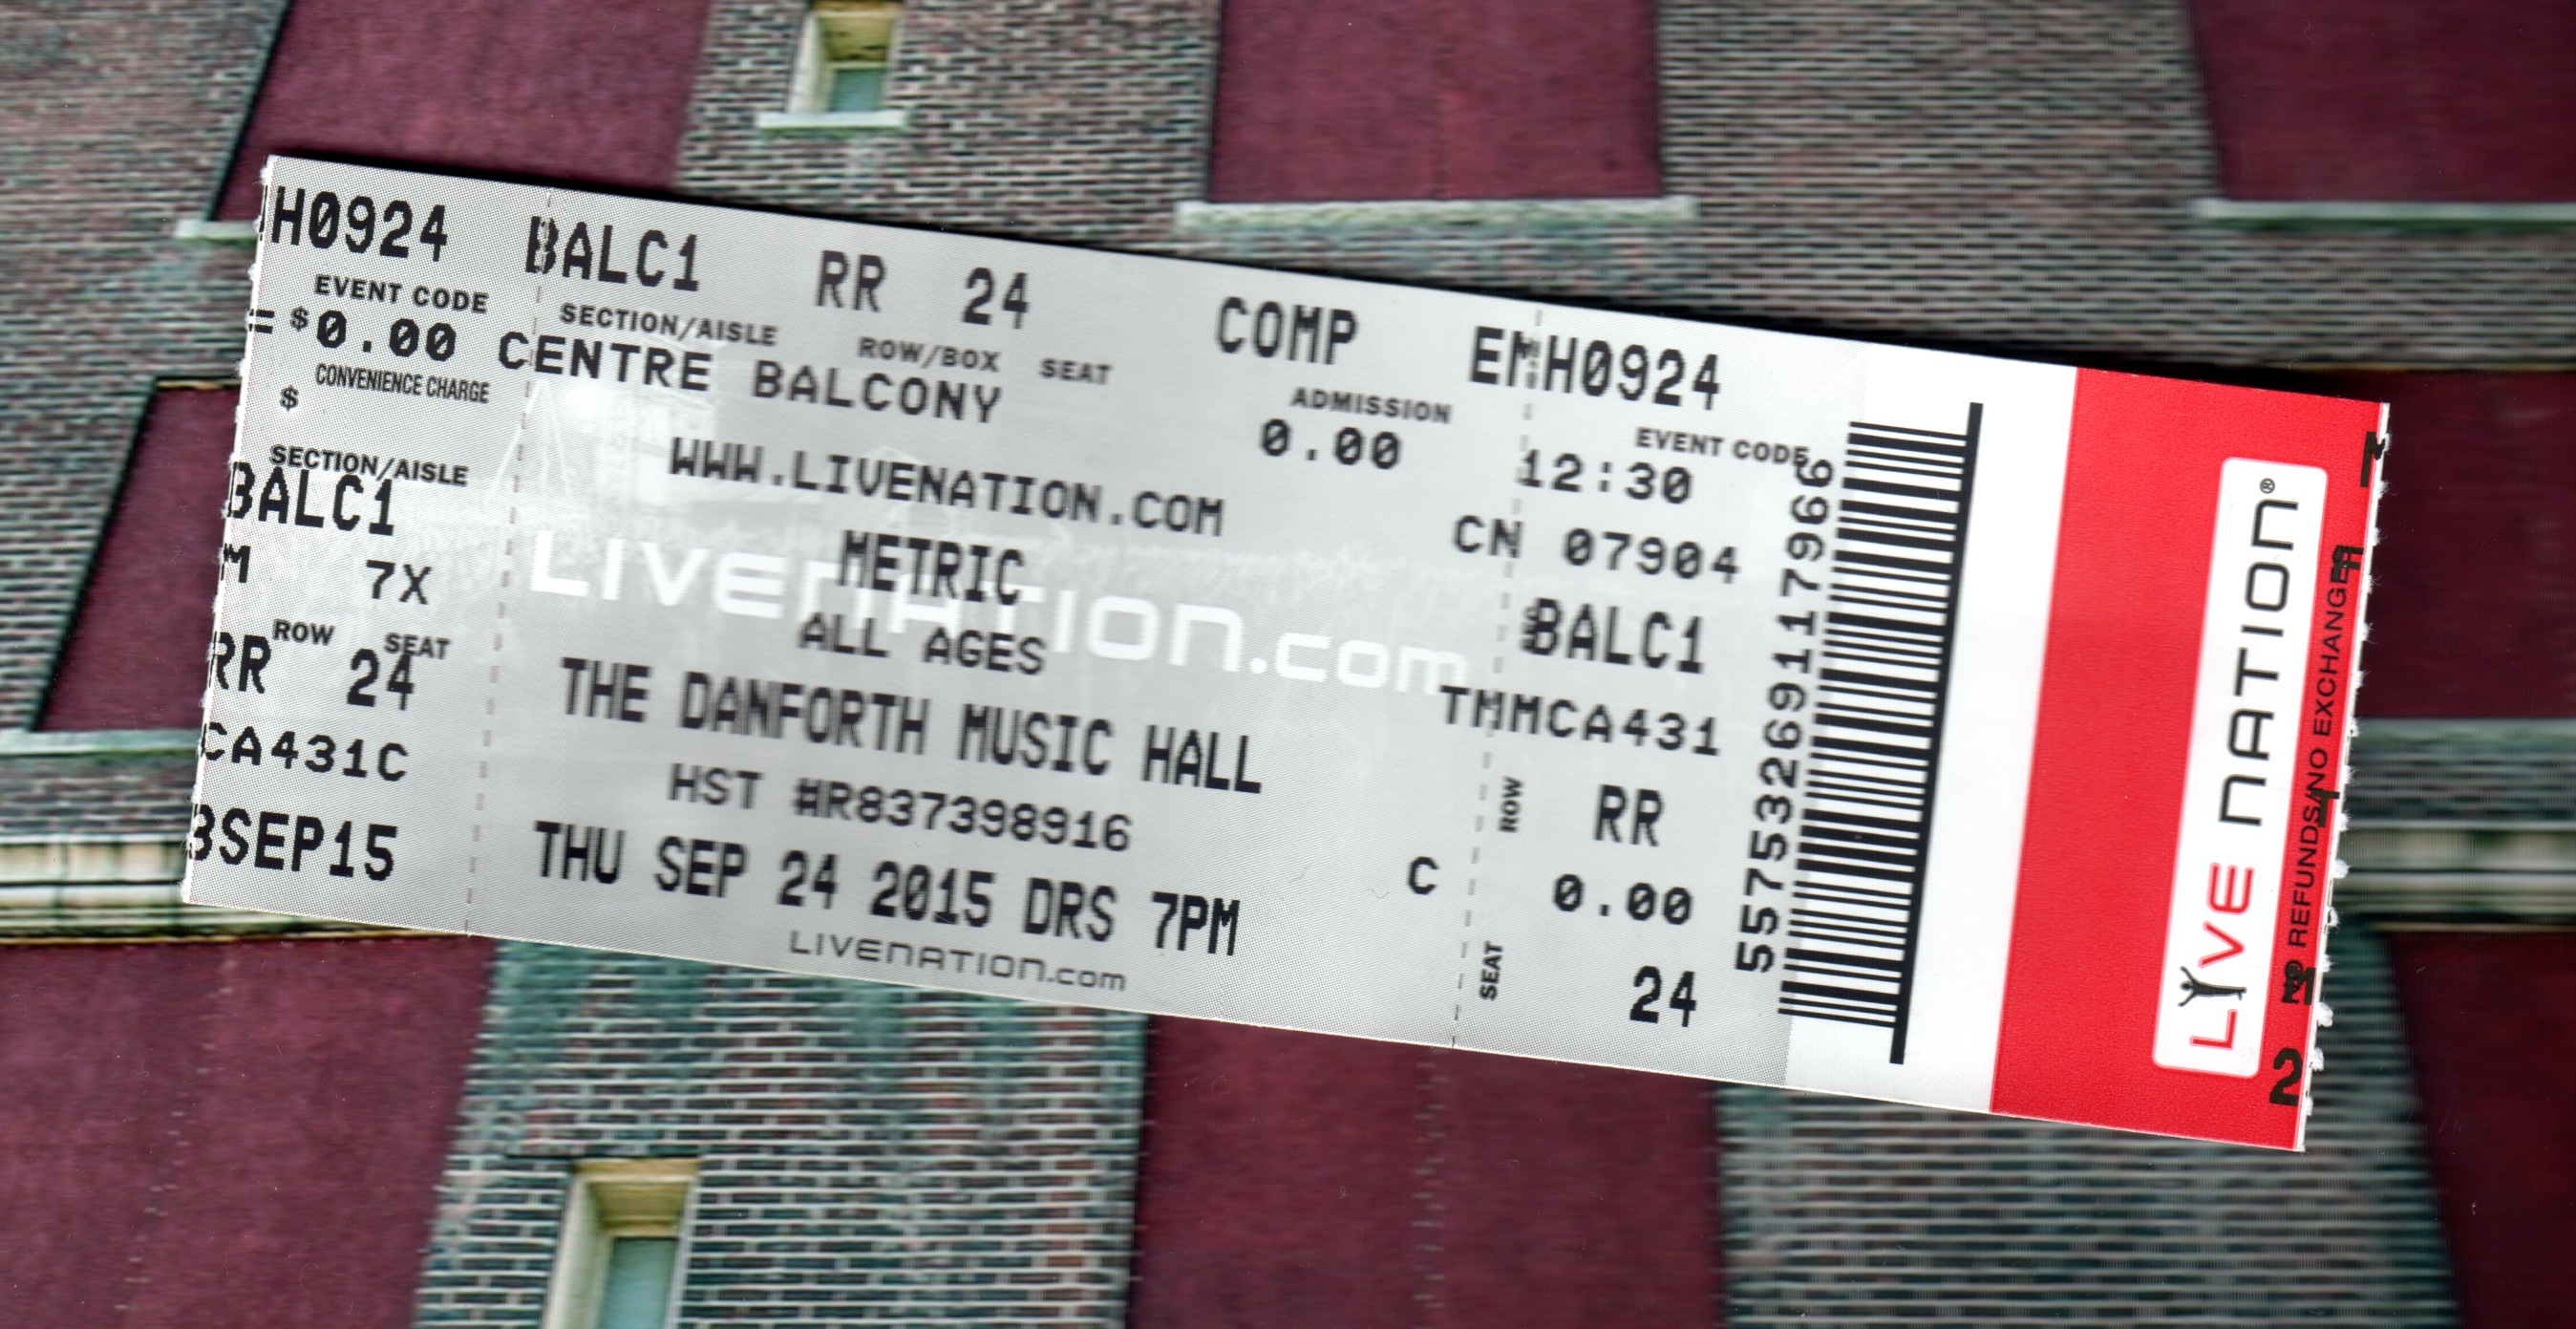 H0924 BALC1 RR 24 COMP EMH0924
EVENT CODE SECTION/AISLE ROW/BOX SEAT ADMISSION EVENT CODE
= $0.00 CENTRE BALCONY 0.00 12:30
CONVENIENCE CHARGE
$
WWW.LIVENATION.COM
CN 07904
SECTION/AISLE
BALC1
METRIC
LIVENATION.com
BALC1
M 7X
ALL AGES
TMMCA431
ROW SEAT
RR 24
THE DANFORTH MUSIC HALL
ROW
RR
CA431C
HST #R837398916
C
0.00
3SEP15
THU SEP 24 2015 DRS 7PM
SEAT
24
LIVENATION.com
55753269117966
LIVE NATION®
NO REFUNDS/NO EXCHANGES
2